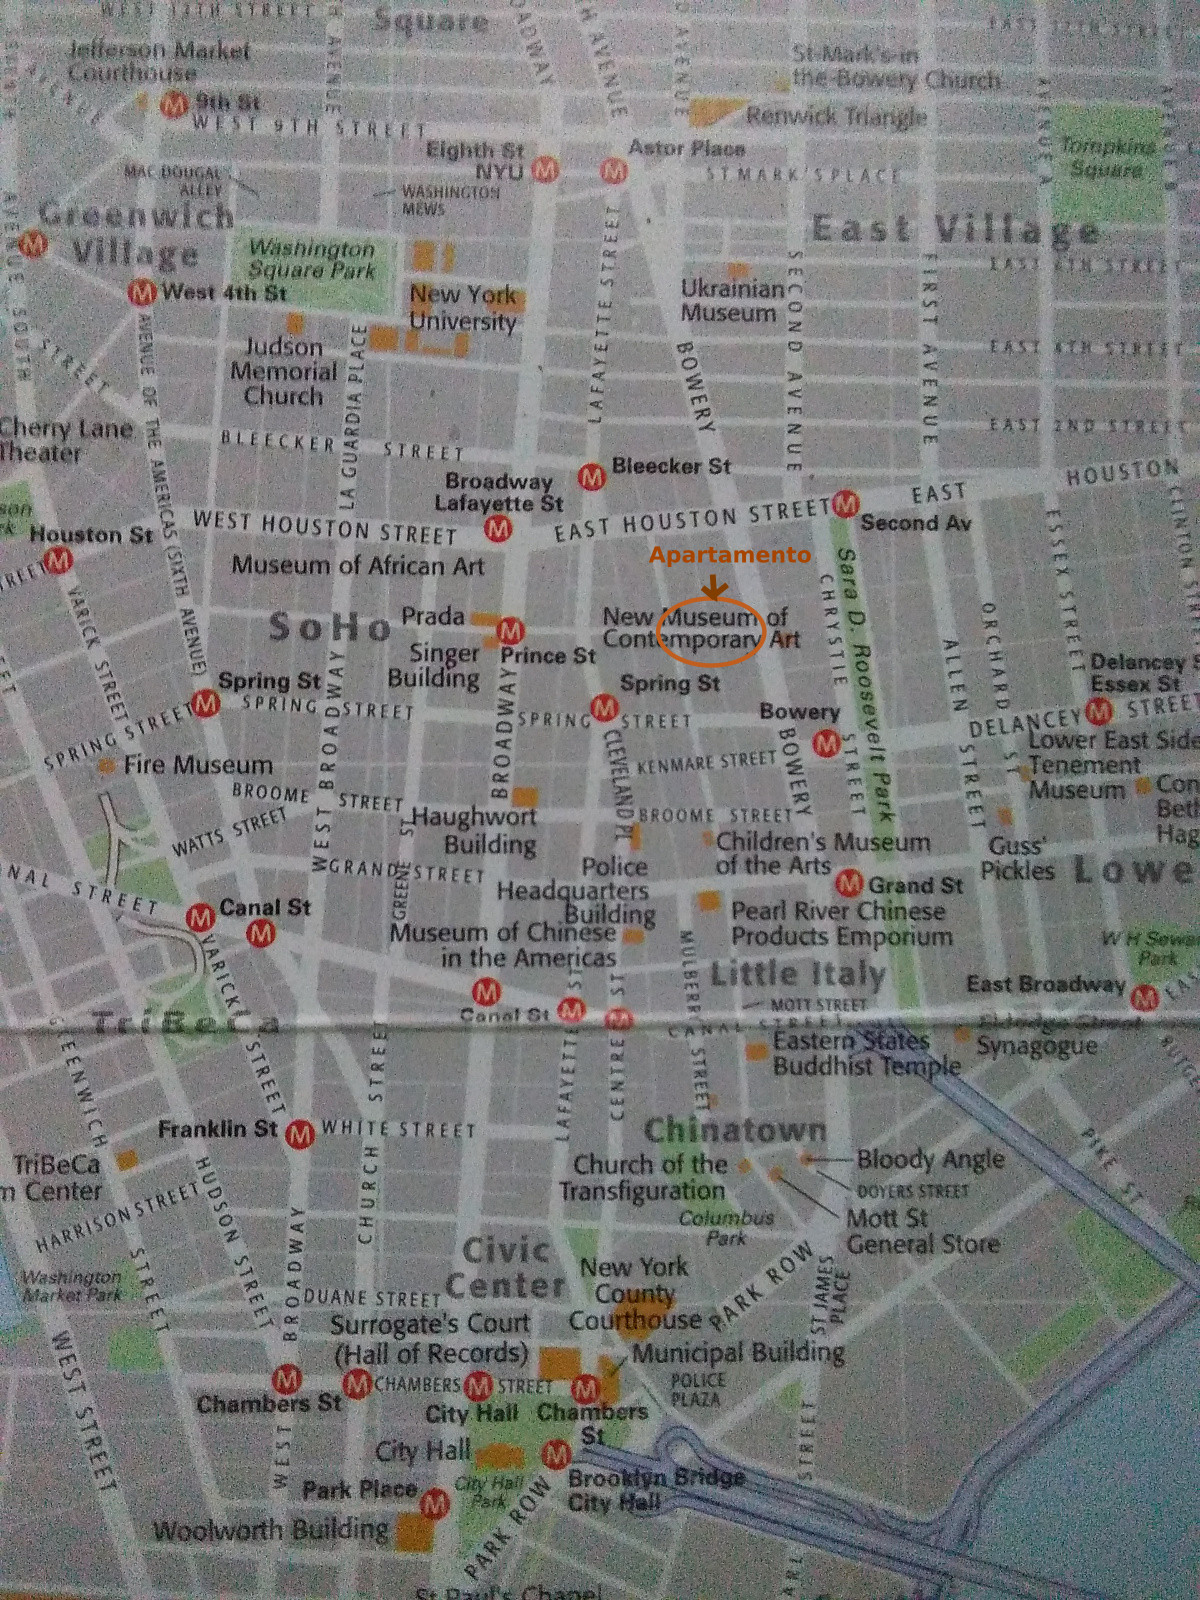 WEST 12TH STREET
Square
Jefferson Market
Courthouse
9th St
WEST 9TH STREET
St-Mark's-in
the-Bowery Church
Renwick Triangle
Eighth St
NYU
Astor Place
ST MARK'S PLACE
Tompkins
Square
AVENUE A
MAC DOUGAL
ALLEY
WASHINGTON
MEWS
Greenwich
Village
Washington
Square Park
East Village
West 4th St
New York
University
Ukrainian
Museum
LAFAYETTE STREET
SECOND AVENUE
FIRST AVENUE
EAST 4TH STREET
Judson
Memorial
Church
LA GUARDIA PLACE
BOWERY
AVENUE OF THE AMERICAS (SIXTH AVENUE)
EAST 2ND STREET
Cherry Lane
Theater
BLEECKER STREET
Bleecker St
Broadway
Lafayette St
HOUSTON
EAST
WEST HOUSTON STREET
EAST HOUSTON STREET
Second Av
ESSEX STREET
CLINTON
Houston St
Museum of African Art
Apartamento
VARICK STREET
SoHo
Prada
Prince St
Singer
Building
New Museum of
Contemporary Art
CHRYSTIE STREET
Sara D. Roosevelt Park
ORCHARD ST
ALLEN STREET
Delancey S
Essex St
Spring St
SPRING STREET
WEST BROADWAY
BROADWAY
Spring St
SPRING STREET
Bowery
BOWERY
DELANCEY STREET
SPRING STREET
Fire Museum
CLEVELAND PL
KENMARE STREET
Lower East Side
Tenement
Museum
Con
Beth
Hag
BROOME STREET
WATTS STREET
Haughwort
Building
BROOME STREET
Children's Museum
of the Arts
Guss'
Pickles
Lowe
GRAND STREET
GREENE ST
Police
Headquarters
Building
Grand St
NAL STREET
Canal St
Museum of Chinese
in the Americas
Pearl River Chinese
Products Emporium
MULBERRY STREET
Little Italy
W H Sewa
Park
East Broadway
MOTT STREET
VARICK STREET
TriBeCa
Canal St
CANAL STREET
Eldridge Street
Synagogue
Eastern States
Buddhist Temple
GREENWICH STREET
CHURCH STREET
LAFAYETTE ST
CENTRE ST
Franklin St
WHITE STREET
Chinatown
PIKE ST
TriBeCa
m Center
Church of the
Transfiguration
Bloody Angle
DOYERS STREET
HARRISON STREET
HUDSON STREET
Columbus
Park
Mott St
General Store
Washington
Market Park
Civic
Center
New York
County
Courthouse
PARK ROW
ST JAMES
PLACE
WEST BROADWAY
DUANE STREET
Surrogate's Court
(Hall of Records)
Municipal Building
WEST STREET
Chambers St
CHAMBERS STREET
POLICE
PLAZA
City Hall
Chambers
St
City Hall
City Hall
Park
Brooklyn Bridge
City Hall
Park Place
Woolworth Building
PARK ROW
St Paul's Chapel